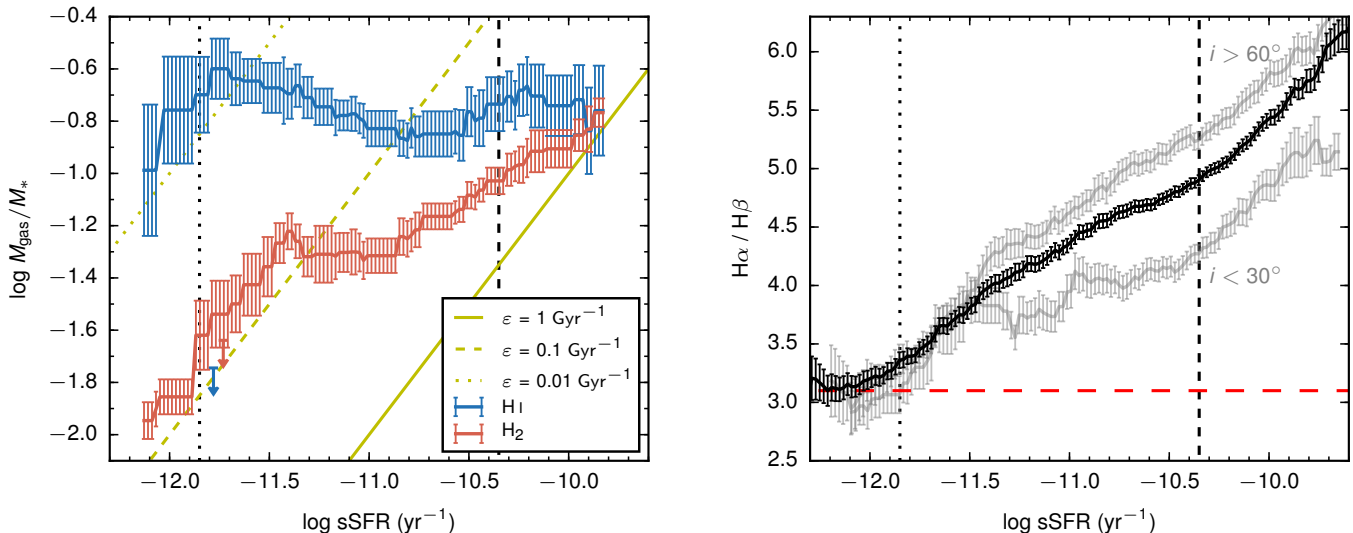 −0.4
−0.6
−0.8
−1.0
−1.2
−1.4
−1.6
−1.8
−2.0
log M_gas/M_*
−12.0 −11.5 −11.0 −10.5 −10.0
log sSFR (yr⁻¹)
ε = 1 Gyr⁻¹
ε = 0.1 Gyr⁻¹
ε = 0.01 Gyr⁻¹
H I
H₂
6.0
5.5
5.0
4.5
4.0
3.5
3.0
2.5
Hα / Hβ
i > 60°
i < 30°
−12.0 −11.5 −11.0 −10.5 −10.0
log sSFR (yr⁻¹)